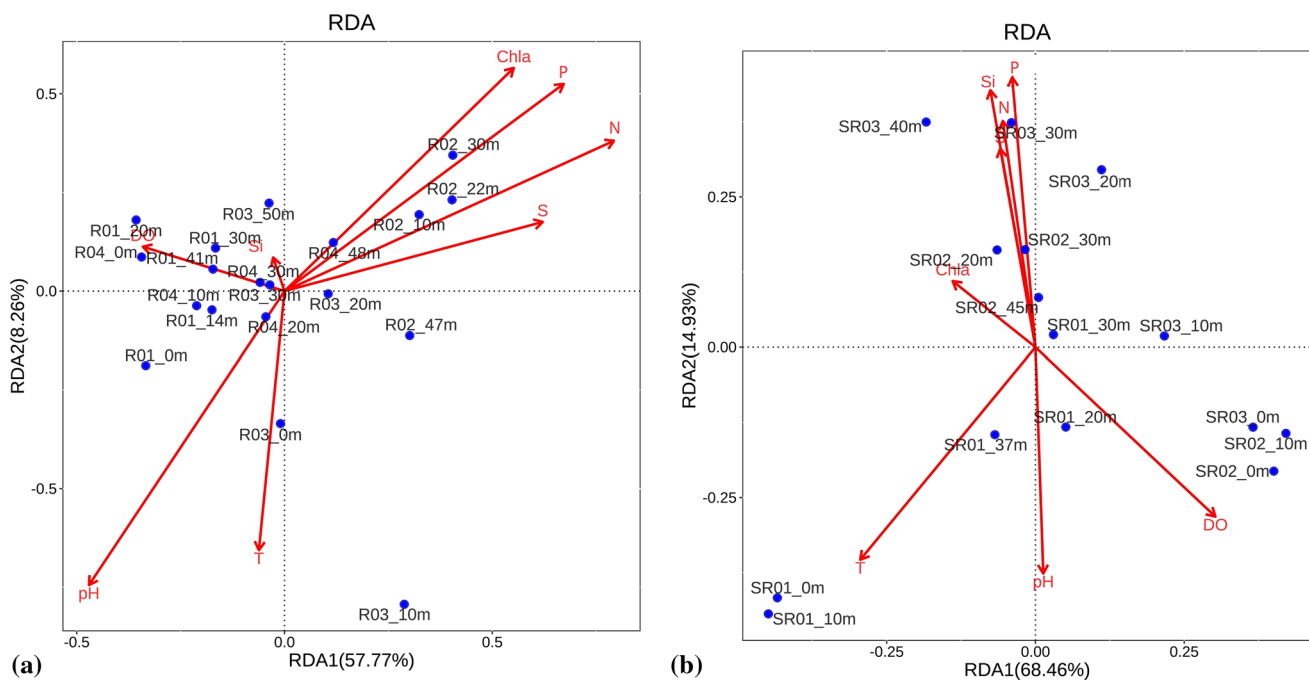 RDA
Chla
P
0.5
N
R02_30m
R02_22m
R03_50m
R02_10m
S
R01_20m
DO
R01_30m
Si
R04_0m
R01_41m
R04_48m
R04_30m
0.0
R04_10m
R03_30m
R03_20m
R01_14m
R04_20m
R02_47m
R01_0m
R03_0m
-0.5
T
pH
R03_10m
-0.5
0.0
0.5
RDA1(57.77%)
RDA2(8.26%)
(a)
RDA
P
Si
N
SR03_40m
SR03_30m
SR03_20m
0.25
SR02_30m
SR02_20m
Chla
SR02_45m
SR01_30m
SR03_10m
0.00
SR01_20m
SR03_0m
SR01_37m
SR02_10m
SR02_0m
-0.25
DO
T
pH
SR01_0m
SR01_10m
-0.25
0.00
0.25
RDA1(68.46%)
RDA2(14.93%)
(b)